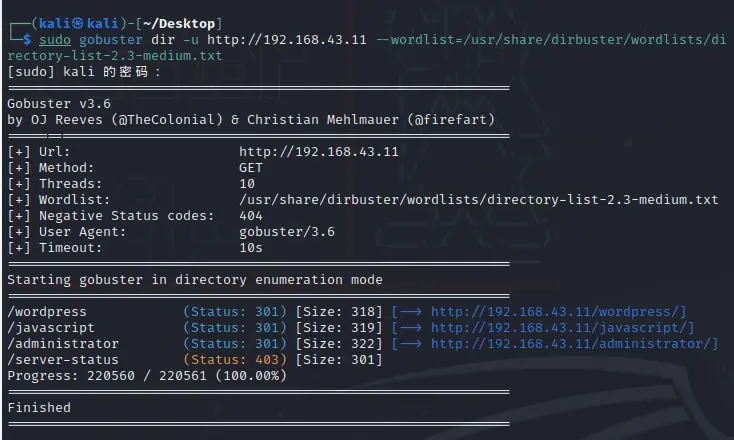 ┌──(kali㉿kali)-[~/Desktop]
└─$ sudo gobuster dir -u http://192.168.43.11 --wordlist=/usr/share/dirbuster/wordlists/di
rectory-list-2.3-medium.txt
[sudo] kali 的密码：
===============================================================
Gobuster v3.6
by OJ Reeves (@TheColonial) & Christian Mehlmauer (@firefart)
===============================================================
[+] Url:                     http://192.168.43.11
[+] Method:                  GET
[+] Threads:                 10
[+] Wordlist:                /usr/share/dirbuster/wordlists/directory-list-2.3-medium.txt
[+] Negative Status codes:   404
[+] User Agent:              gobuster/3.6
[+] Timeout:                 10s
===============================================================
Starting gobuster in directory enumeration mode
===============================================================
/wordpress            (Status: 301) [Size: 318] [--> http://192.168.43.11/wordpress/]
/javascript           (Status: 301) [Size: 319] [--> http://192.168.43.11/javascript/]
/administrator        (Status: 301) [Size: 322] [--> http://192.168.43.11/administrator/]
/server-status        (Status: 403) [Size: 301]
Progress: 220560 / 220561 (100.00%)
===============================================================
Finished
===============================================================